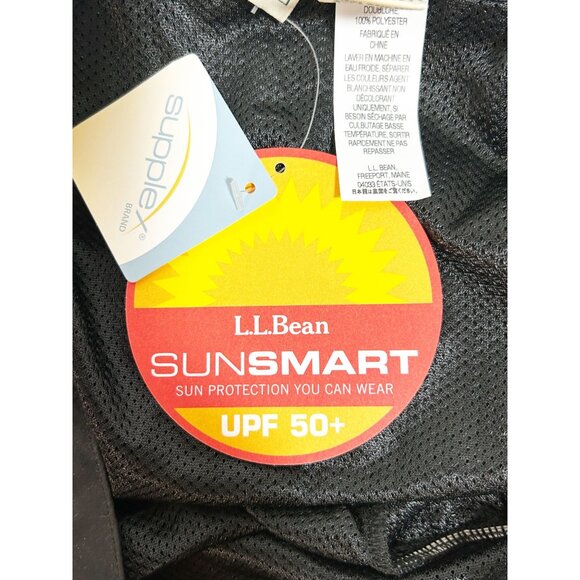 DOUBLURE
100% POLYESTER
FABRIQUÉ EN
CHINE
LAVER EN MACHINE EN
EAU FROIDE, SÉPARER
LES COULEURS AGENT
BLANCHISSANT NON
DÉCOLORANT
UNIQUEMENT, SI
BESOIN SÉCHAGE PAR
CULBUTAGE BASSE
TEMPÉRATURE, SORTIR
RAPIDEMENT NE PAS
REPASSER
L.L. BEAN,
FREEPORT, MAINE
04033 ÉTATS-UNIS
supplex®
BRAND
L.L.Bean
SUNSMART
SUN PROTECTION YOU CAN WEAR
UPF 50+